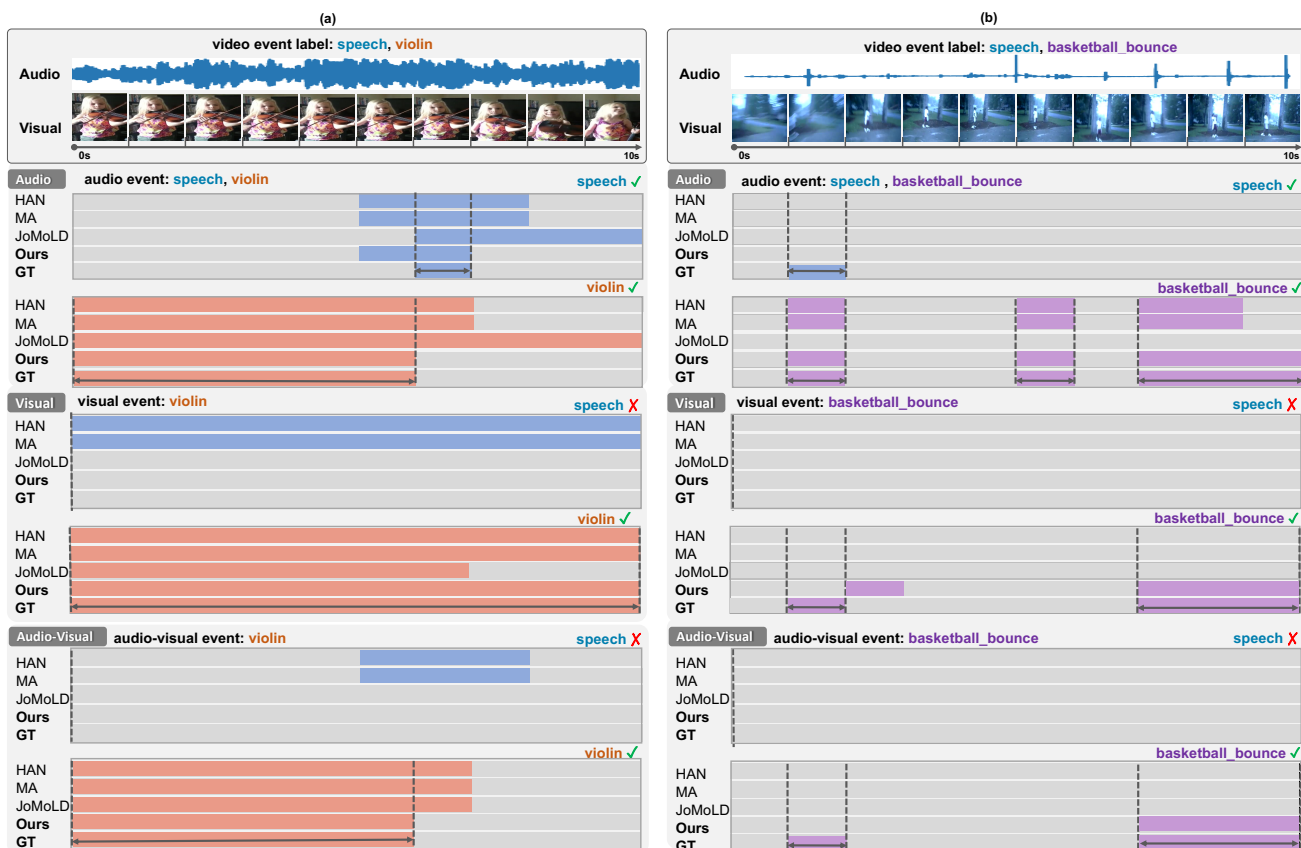 (a)
video event label: speech, violin
Audio
Visual
0s
10s
Audio
audio event: speech, violin
speech ✓
HAN
MA
JoMoLD
Ours
GT
violin ✓
HAN
MA
JoMoLD
Ours
GT
Visual
visual event: violin
speech ✗
HAN
MA
JoMoLD
Ours
GT
violin ✓
HAN
MA
JoMoLD
Ours
GT
Audio-Visual
audio-visual event: violin
speech ✗
HAN
MA
JoMoLD
Ours
GT
violin ✓
HAN
MA
JoMoLD
Ours
GT
(b)
video event label: speech, basketball_bounce
Audio
Visual
0s
10s
Audio
audio event: speech , basketball_bounce
speech ✓
HAN
MA
JoMoLD
Ours
GT
basketball_bounce ✓
HAN
MA
JoMoLD
Ours
GT
Visual
visual event: basketball_bounce
speech ✗
HAN
MA
JoMoLD
Ours
GT
basketball_bounce ✓
HAN
MA
JoMoLD
Ours
GT
Audio-Visual
audio-visual event: basketball_bounce
speech ✗
HAN
MA
JoMoLD
Ours
GT
basketball_bounce ✓
HAN
MA
JoMoLD
Ours
GT